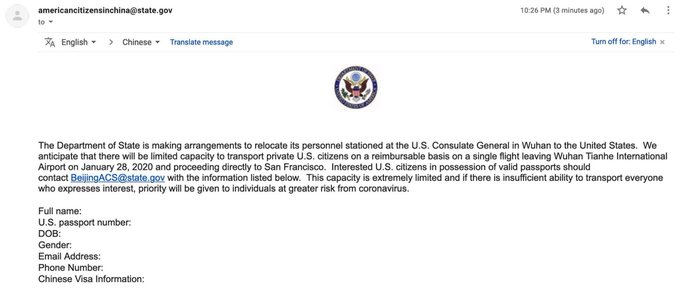 americancitizensinchina@state.gov
10:26 PM (3 minutes ago)
to
English > Chinese Translate message
Turn off for: English ×
The Department of State is making arrangements to relocate its personnel stationed at the U.S. Consulate General in Wuhan to the United States. We
anticipate that there will be limited capacity to transport private U.S. citizens on a reimbursable basis on a single flight leaving Wuhan Tianhe International
Airport on January 28, 2020 and proceeding directly to San Francisco. Interested U.S. citizens in possession of valid passports should
contact BeijingACS@state.gov with the information listed below. This capacity is extremely limited and if there is insufficient ability to transport everyone
who expresses interest, priority will be given to individuals at greater risk from coronavirus.
Full name:
U.S. passport number:
DOB:
Gender:
Email Address:
Phone Number:
Chinese Visa Information: